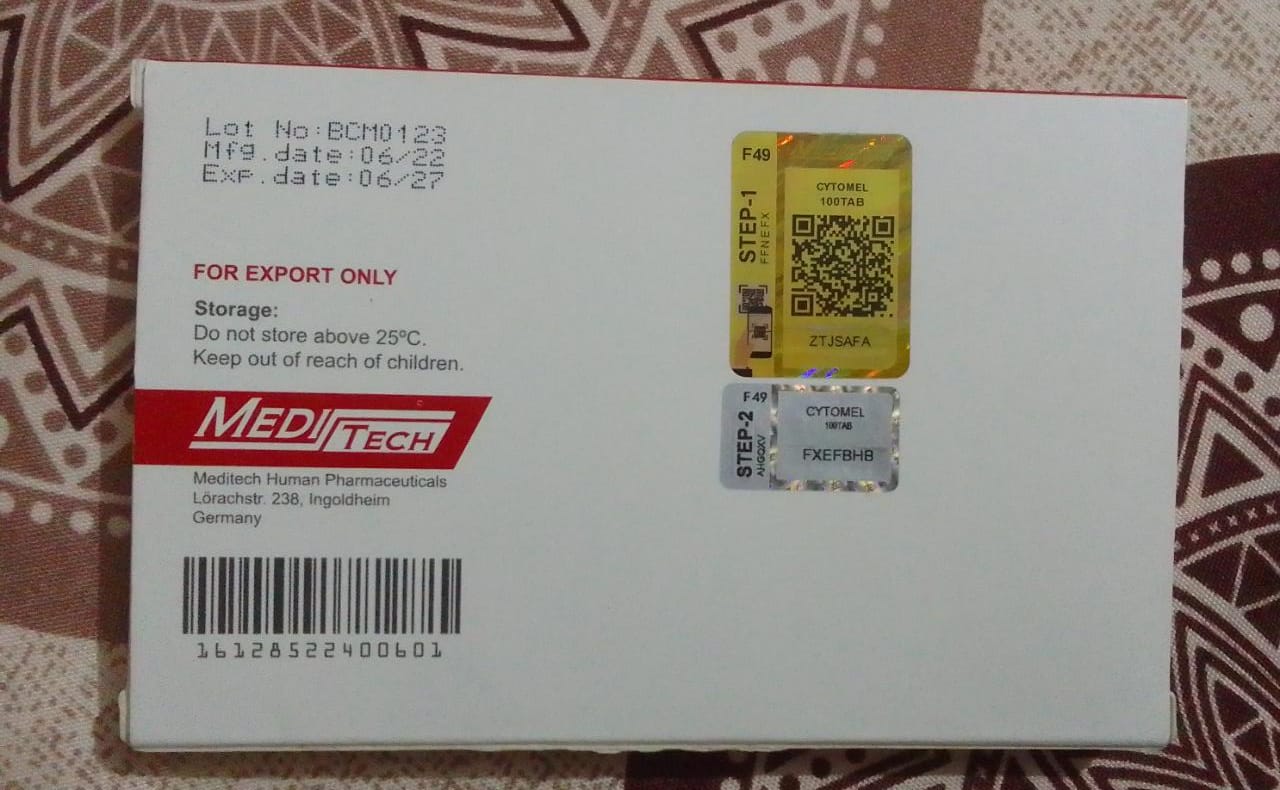 Lot No:BCM0123
Mfg.date:06/22
Exp.date:06/27
FOR EXPORT ONLY
Storage:
Do not store above 25ºC.
Keep out of reach of children.
MEDITECH
Meditech Human Pharmaceuticals
Lörachstr. 238, Ingoldheim
Germany
16128522400601
F49
STEP-1
FFNEFX
CYTOMEL
100TAB
ZTJSAFA
F49
STEP-2
AHGQXV
CYTOMEL
100TAB
FXEFBHB